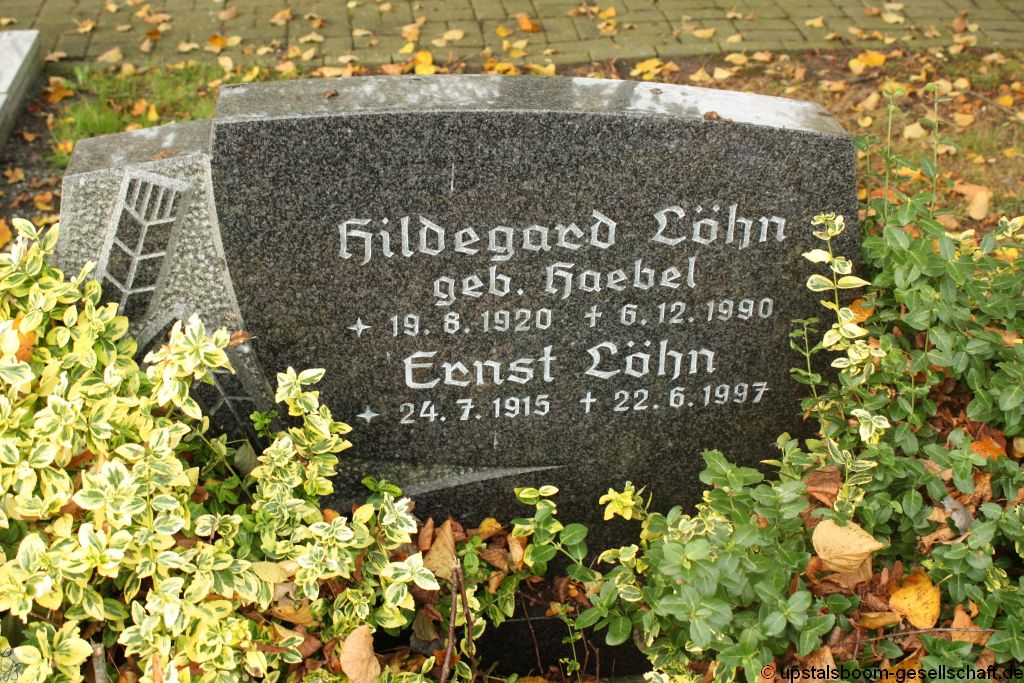 Hildegard Löhn
geb. Haebel
✦ 19. 8. 1920 † 6. 12. 1990
Ernst Löhn
✦ 24. 7. 1915 † 22. 6. 1997
© upstalsboom-gesellschaft.de